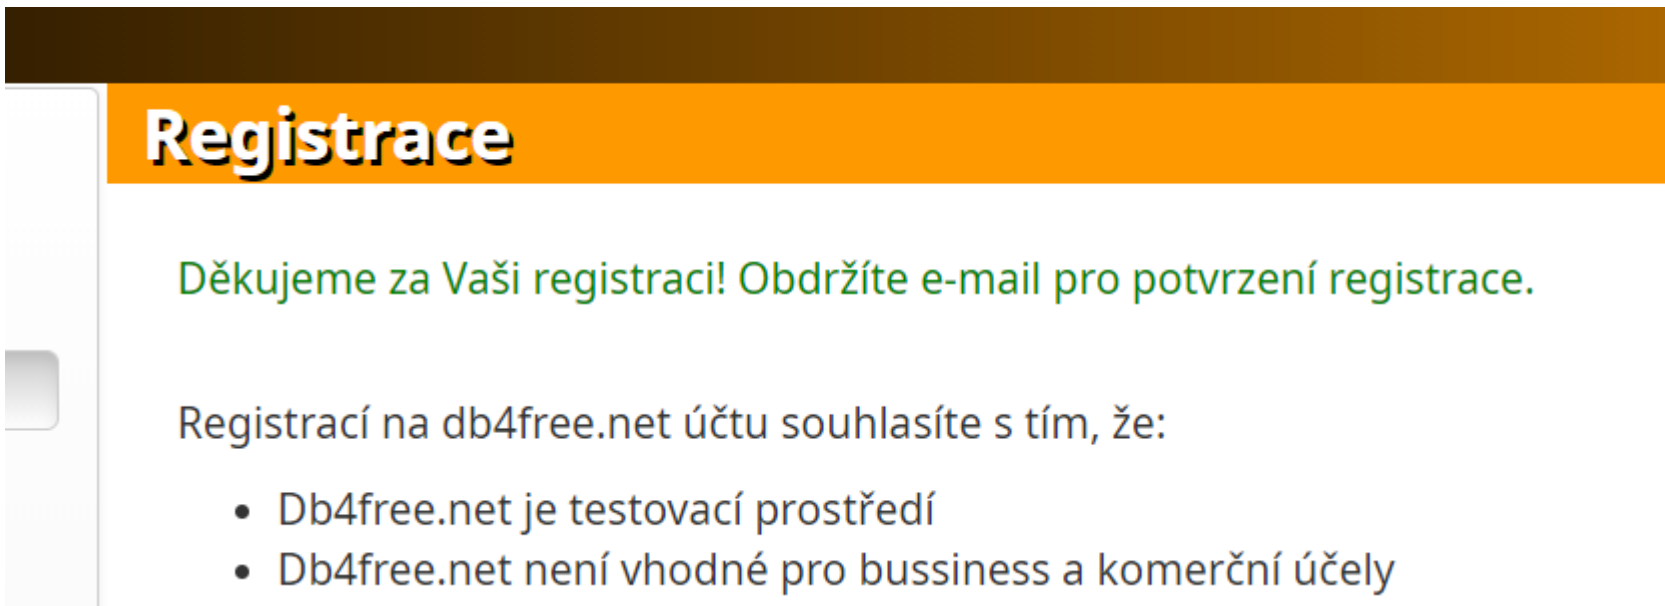 Registrace
Děkujeme za Vaši registraci! Obdržíte e-mail pro potvrzení registrace.
Registrací na db4free.net účtu souhlasíte s tím, že:
• Db4free.net je testovací prostředí
• Db4free.net není vhodné pro bussiness a komerční účely